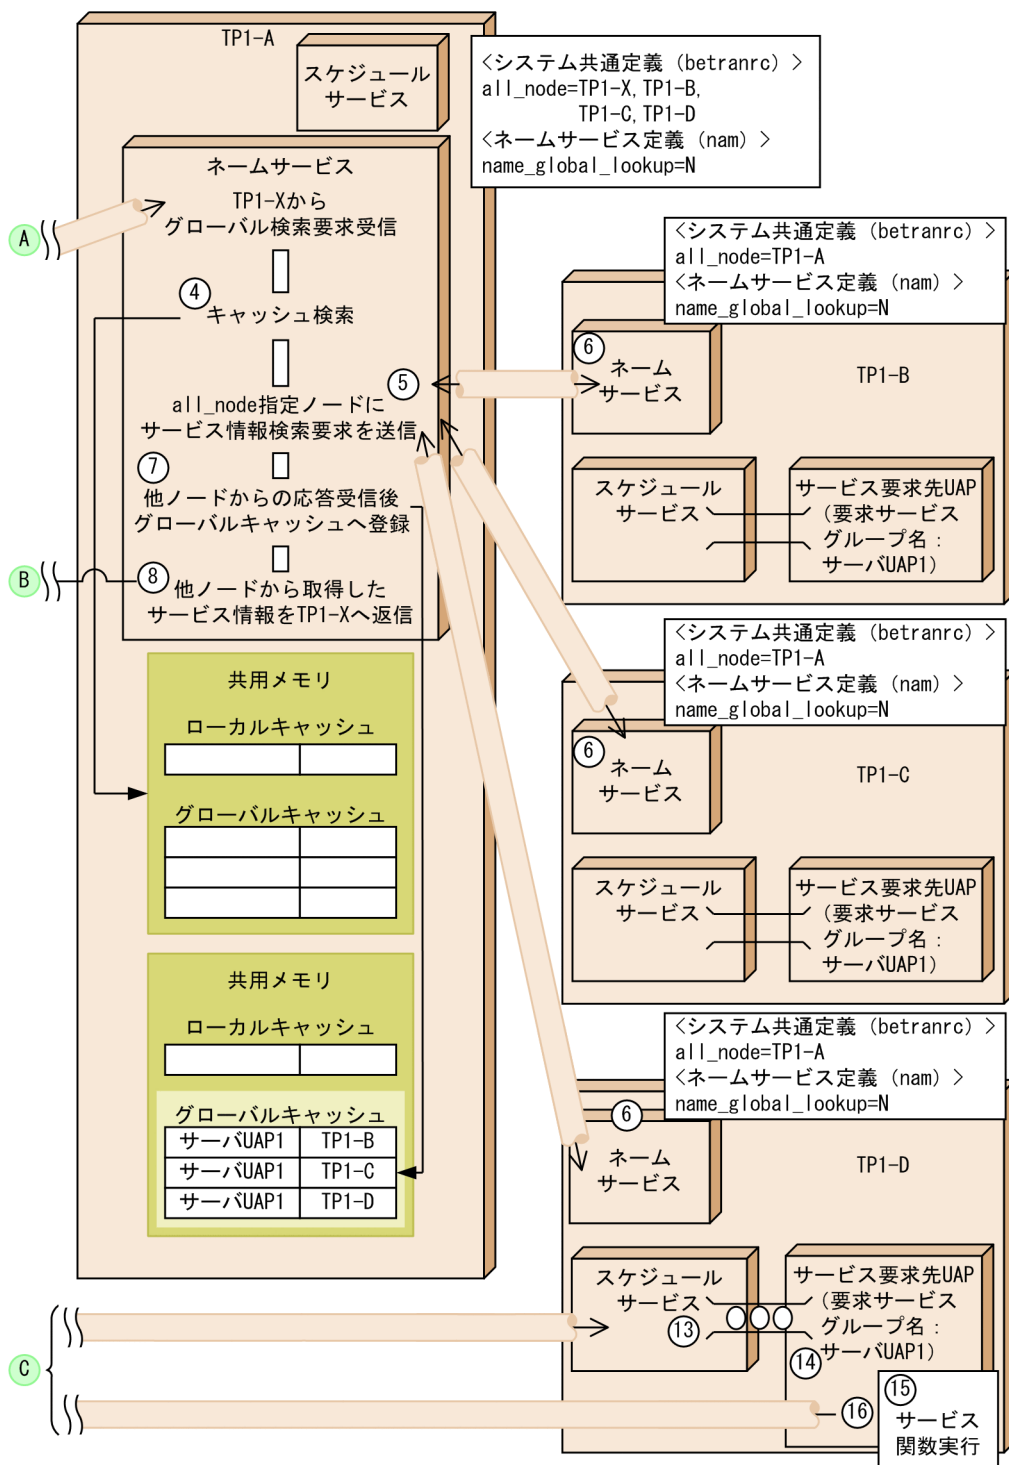 TP1-A
スケジュール
サービス
<システム共通定義（betranrc）>
all_node=TP1-X,TP1-B,
TP1-C,TP1-D
<ネームサービス定義（nam）>
name_global_lookup=N
ネームサービス
TP1-Xから
グローバル検索要求受信
A
④
キャッシュ検索
⑤
all_node指定ノードに
サービス情報検索要求を送信
⑦
他ノードからの応答受信後
グローバルキャッシュへ登録
B
⑧
他ノードから取得した
サービス情報をTP1-Xへ返信
共用メモリ
ローカルキャッシュ
グローバルキャッシュ
共用メモリ
ローカルキャッシュ
グローバルキャッシュ
サーバUAP1 TP1-B
サーバUAP1 TP1-C
サーバUAP1 TP1-D
<システム共通定義（betranrc）>
all_node=TP1-A
<ネームサービス定義（nam）>
name_global_lookup=N
⑥
ネーム
サービス
TP1-B
スケジュール
サービス
サービス要求先UAP
（要求サービス
グループ名：
サーバUAP1）
<システム共通定義（betranrc）>
all_node=TP1-A
<ネームサービス定義（nam）>
name_global_lookup=N
⑥
ネーム
サービス
TP1-C
スケジュール
サービス
サービス要求先UAP
（要求サービス
グループ名：
サーバUAP1）
<システム共通定義（betranrc）>
all_node=TP1-A
<ネームサービス定義（nam）>
name_global_lookup=N
⑥
ネーム
サービス
TP1-D
スケジュール
サービス
⑬
サービス要求先UAP
（要求サービス
グループ名：
サーバUAP1）
⑭
C
⑯
⑮
サービス
関数実行